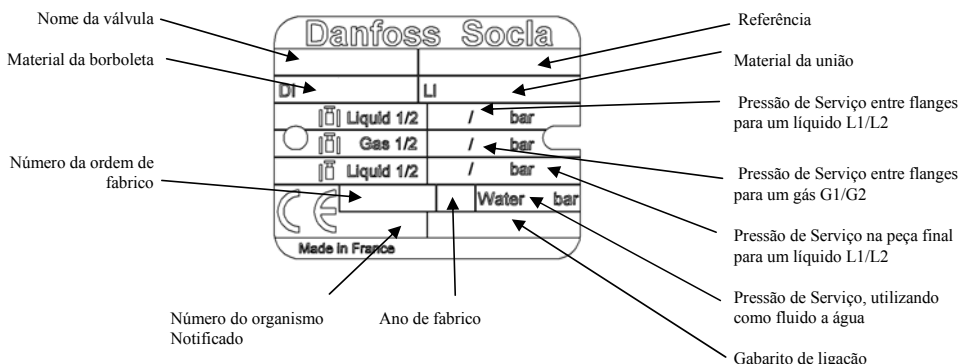 Nome da válvula
Referência
Danfoss Socla
Material da borboleta
Material da união
DI
LI
Liquid 1/2 / bar
Pressão de Serviço entre flanges
para um líquido L1/L2
Gas 1/2 / bar
Liquid 1/2 / bar
Número da ordem de
fabrico
Pressão de Serviço entre flanges
para um gás G1/G2
CE
Water bar
Pressão de Serviço na peça final
para um líquido L1/L2
Made in France
Número do organismo
Notificado
Ano de fabrico
Pressão de Serviço, utilizando
como fluido a água
Gabarito de ligação